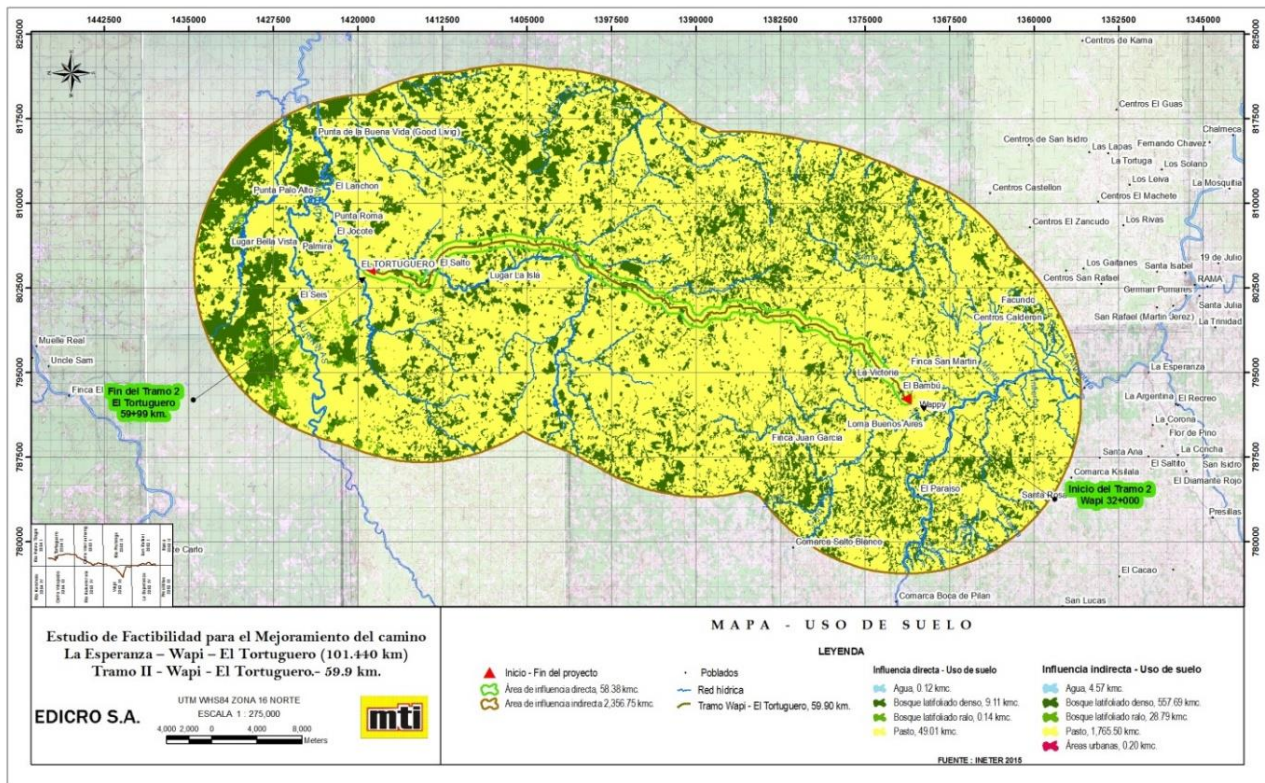 1442500 1435000 1427500 1420000 1412500 1405000 1397500 1390000 1382500 1375000 1367500 1360000 1352500 1345000
825000
817500
810000
802500
795000
787500
780000
825000
817500
810000
802500
795000
787500
780000
Centros de Kama
Centros El Guas
Chalmeca
Centros de San Isidro
Fernando Chavez
Las Lapas
La Tortuga
Los Solano
Los Leiva
La Mosquitia
Centros Castellon
Centros El Machete
Centros El Zancudo
Los Rivas
19 de Julio
Los Gaitanes
Santa Isabel
Centros San Rafael
RAMA
German Pomares
Santa Julia
San Rafael (Martin Jerez)
La Trinidad
Punta de la Buena Vida (Good Livig)
El Lanchon
Punta Palo Alto
Punta Roma
El Jocote
Lugar Bella Vista
Palmira
EL TORTUGUERO
El Salto
Lugar La Isla
El Seis
Facundo
Centros Calderon
Finca San Martin
La Victoria
El Bambú
Wappy
Loma Buenos Aires
Finca Juan Garcia
El Paraiso
Santa Rosa
Comarca Salto Blanco
Comarca Boca de Pilan
Muelle Real
Uncle Sam
Finca El
Fin del Tramo 2
El Tortuguero
59+99 km.
La Esperanza
La Argentina
El Recreo
La Corona
Flor de Pino
Santa Ana
La Concha
El Saltito
San Isidro
Comarca Kisilala
El Diamante Rojo
Inicio del Tramo 2
Wapi 32+000
Presillas
El Cacao
San Lucas
ce Carlo
Estudio de Factibilidad para el Mejoramiento del camino
La Esperanza – Wapi – El Tortuguero (101.440 km)
Tramo II - Wapi - El Tortuguero.- 59.9 km.
UTM WHS84 ZONA 16 NORTE
ESCALA 1 : 275,000
EDICRO S.A.
4,000 2,000 0 4,000 8,000
Meters
mti
MAPA - USO DE SUELO
LEYENDA
Inicio - Fin del proyecto
Área de influencia directa, 58.38 kmc.
Area de influencia indirecta 2,356.75 kmc.
Poblados
Red hídrica
Tramo Wapi - El Tortuguero, 59.90 km.
Influencia directa - Uso de suelo
Agua, 0.12 kmc.
Bosque latifoliado denso, 9.11 kmc.
Bosque latifoliado ralo, 0.14 kmc.
Pasto, 49.01 kmc.
Influencia indirecta - Uso de suelo
Agua, 4.57 kmc.
Bosque latifoliado denso, 557.69 kmc.
Bosque latifoliado ralo, 28.79 kmc.
Pasto, 1,765.50 kmc.
Áreas urbanas, 0.20 kmc.
FUENTE : INETER 2015